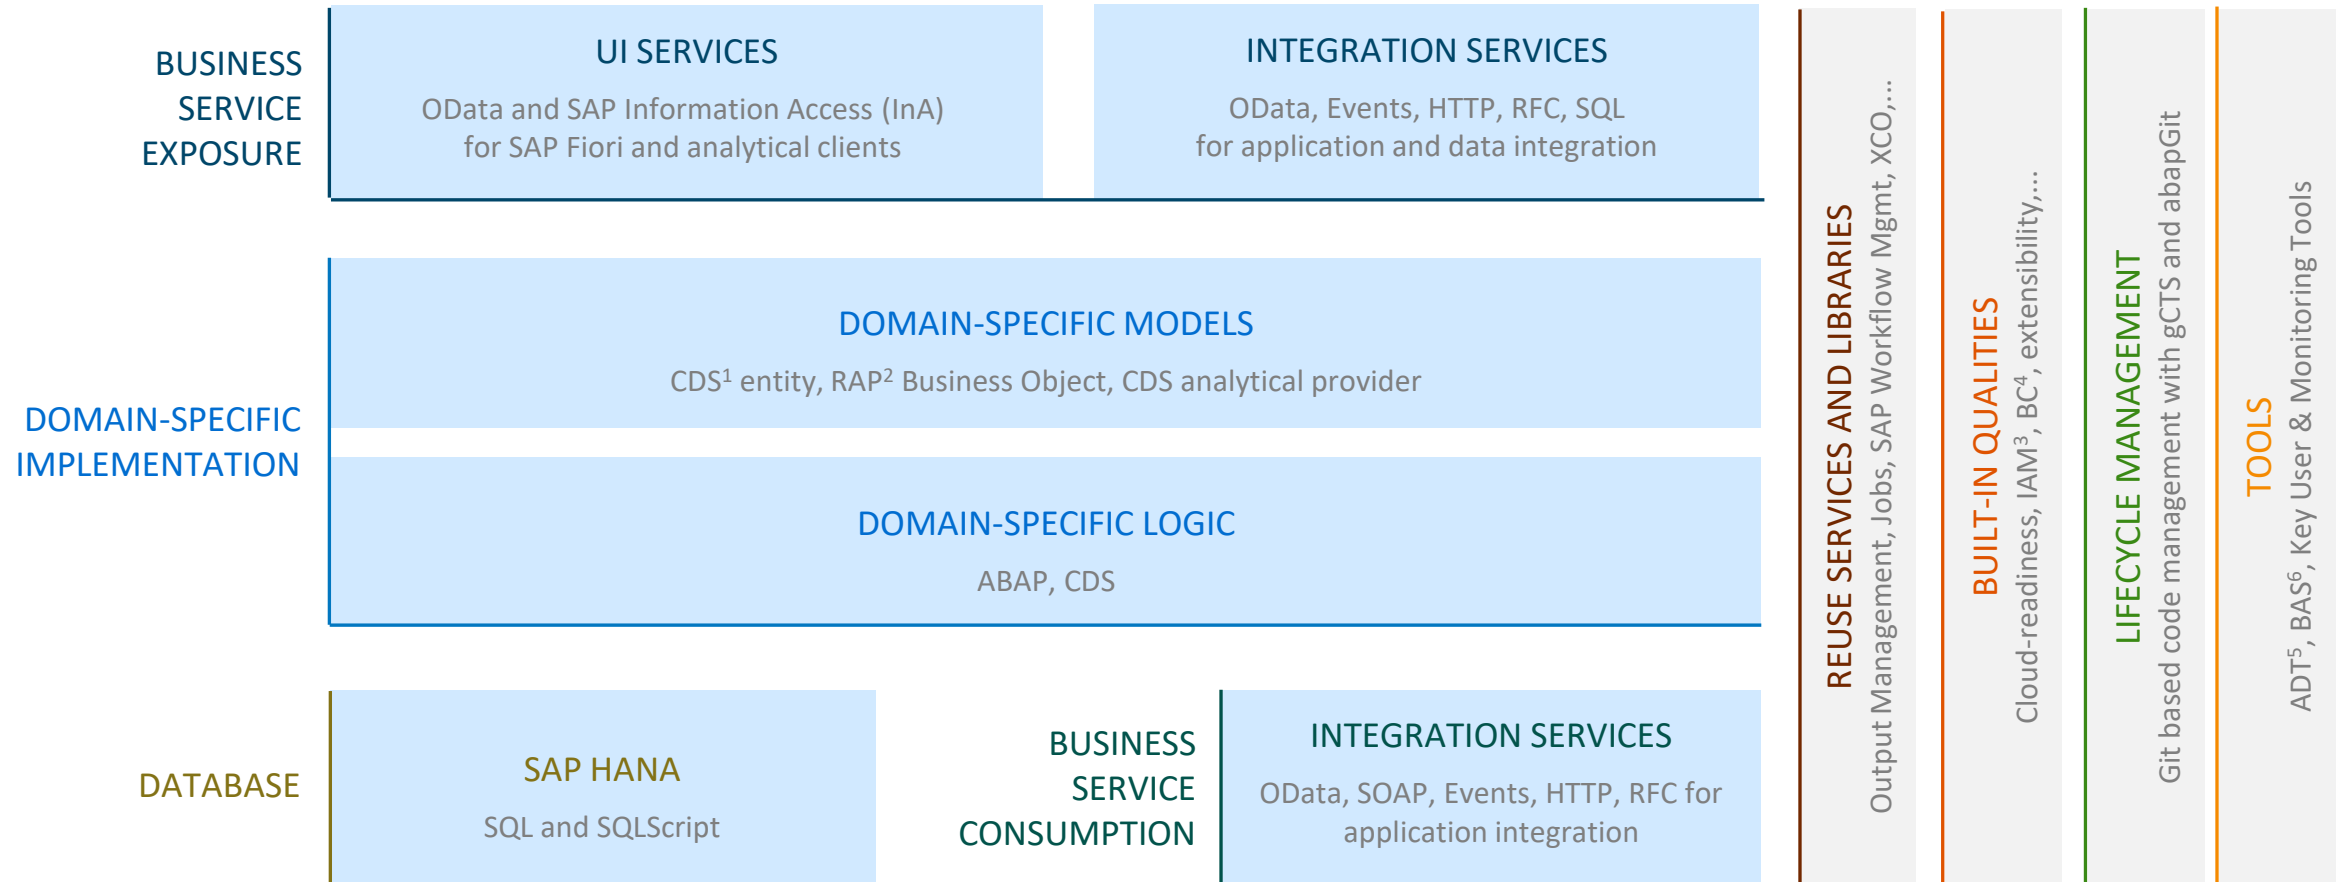 BUSINESS
SERVICE
EXPOSURE
UI SERVICES
OData and SAP Information Access (InA)
for SAP Fiori and analytical clients
INTEGRATION SERVICES
OData, Events, HTTP, RFC, SQL
for application and data integration
DOMAIN-SPECIFIC
IMPLEMENTATION
DOMAIN-SPECIFIC MODELS
CDS¹ entity, RAP² Business Object, CDS analytical provider
DOMAIN-SPECIFIC LOGIC
ABAP, CDS
DATABASE
SAP HANA
SQL and SQLScript
BUSINESS
SERVICE
CONSUMPTION
INTEGRATION SERVICES
OData, SOAP, Events, HTTP, RFC for
application integration
REUSE SERVICES AND LIBRARIES
Output Management, Jobs, SAP Workflow Mgmt, XCO,...
BUILT-IN QUALITIES
Cloud-readiness, IAM³, BC⁴, extensibility,...
LIFECYCLE MANAGEMENT
Git based code management with gCTS and abapGit
TOOLS
ADT⁵, BAS⁶, Key User & Monitoring Tools